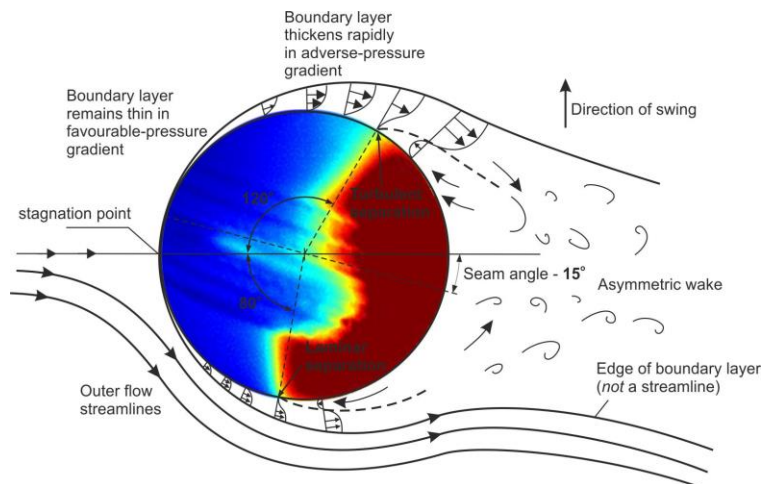 Boundary layer
thickens rapidly
in adverse-pressure
gradient
Boundary layer
remains thin in
favourable-pressure
gradient
Direction of swing
stagnation point
120°
Turbulent
separation
Seam angle - 15°
Asymmetric wake
80°
Laminar
separation
Outer flow
streamlines
Edge of boundary layer
(not a streamline)